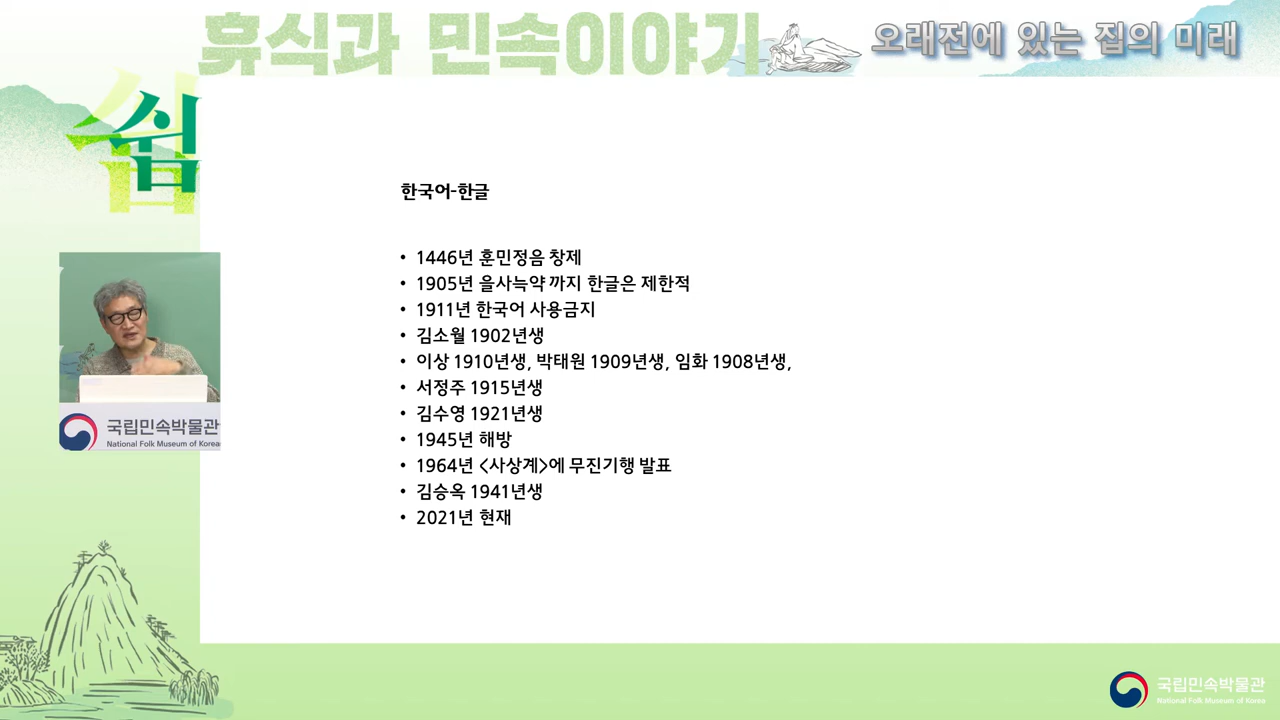 휴식과 민속이야기
오래전에 있는 집의 미래
쉼
한국어-한글
• 1446년 훈민정음 창제
• 1905년 을사늑약 까지 한글은 제한적
• 1911년 한국어 사용금지
• 김소월 1902년생
• 이상 1910년생, 박태원 1909년생, 임화 1908년생,
• 서정주 1915년생
• 김수영 1921년생
• 1945년 해방
• 1964년 <사상계>에 무진기행 발표
• 김승옥 1941년생
• 2021년 현재
국립민속박물관
National Folk Museum of Korea
국립민속박물관
National Folk Museum of Korea